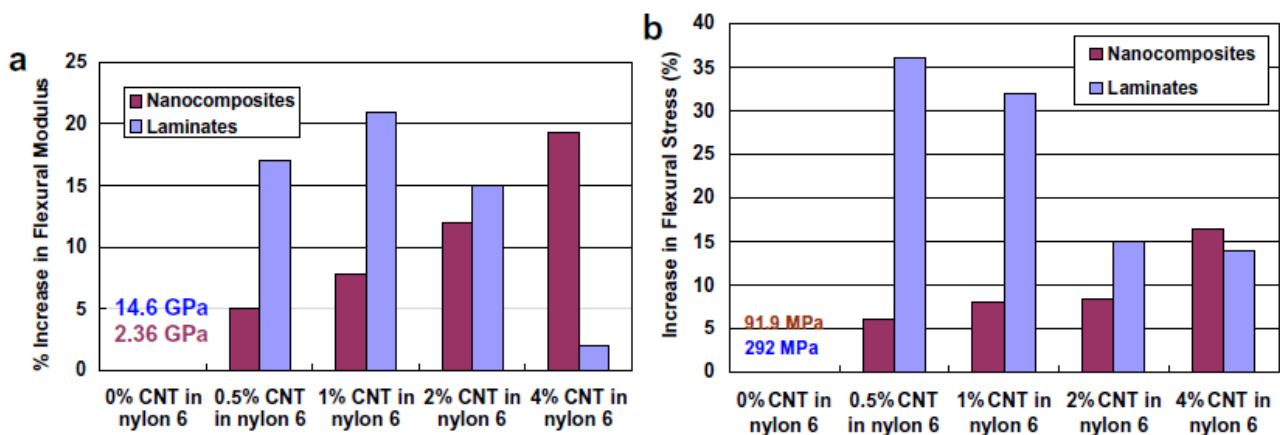 a
% Increase in Flexural Modulus
25
20
15
10
5
0
Nanocomposites
Laminates
14.6 GPa
2.36 GPa
0% CNT in
nylon 6
0.5% CNT
in nylon 6
1% CNT in
nylon 6
2% CNT in
nylon 6
4% CNT in
nylon 6
b
Increase in Flexural Stress (%)
40
35
30
25
20
15
10
5
0
Nanocomposites
Laminates
91.9 MPa
292 MPa
0% CNT in
nylon 6
0.5% CNT
in nylon 6
1% CNT in
nylon 6
2% CNT in
nylon 6
4% CNT in
nylon 6